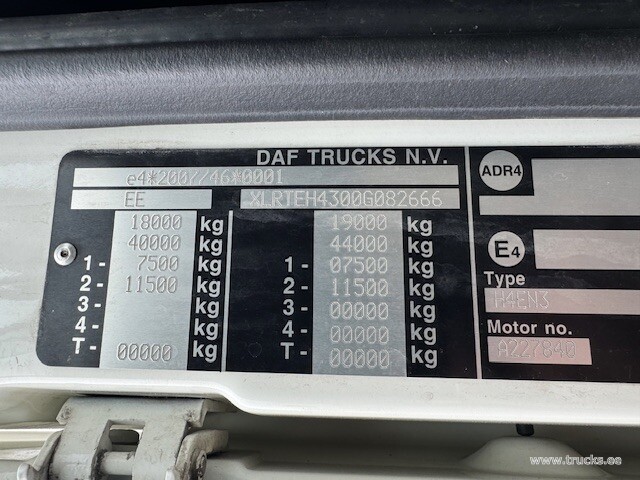 DAF TRUCKS N.V.
e4*2007/46*0001
EE XLRTEH4300G082666
18000 kg 19000 kg
40000 kg 44000 kg
1- 7500 kg 1- 07500 kg
2- 11500 kg 2- 11500 kg
3- kg 3- 00000 kg
4- kg 4- 00000 kg
T- 00000 kg T- 00000 kg
ADR4
E4
Type
H4EN3
Motor no.
A227840
www.trucks.ee